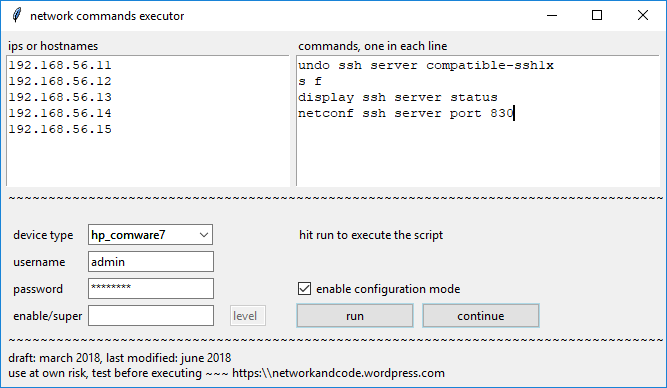 network commands executor
ips or hostnames
commands, one in each line
192.168.56.11
192.168.56.12
192.168.56.13
192.168.56.14
192.168.56.15
undo ssh server compatible-ssh1x
s f
display ssh server status
netconf ssh server port 830
~~~~~~~~~~~~~~~~~~~~~~~~~~~~~~~~~~~~~~~~~~~~~~~~~~~~~~~~~~~~~~~~~~~~~~~~~~~~~~~~~~
device type
hp_comware7
hit run to execute the script
username
admin
password
********
enable configuration mode
enable/super
level
run
continue
~~~~~~~~~~~~~~~~~~~~~~~~~~~~~~~~~~~~~~~~~~~~~~~~~~~~~~~~~~~~~~~~~~~~~~~~~~~~~~~~~~
draft: march 2018, last modified: june 2018
use at own risk, test before executing ~~~ https:\\networkandcode.wordpress.com